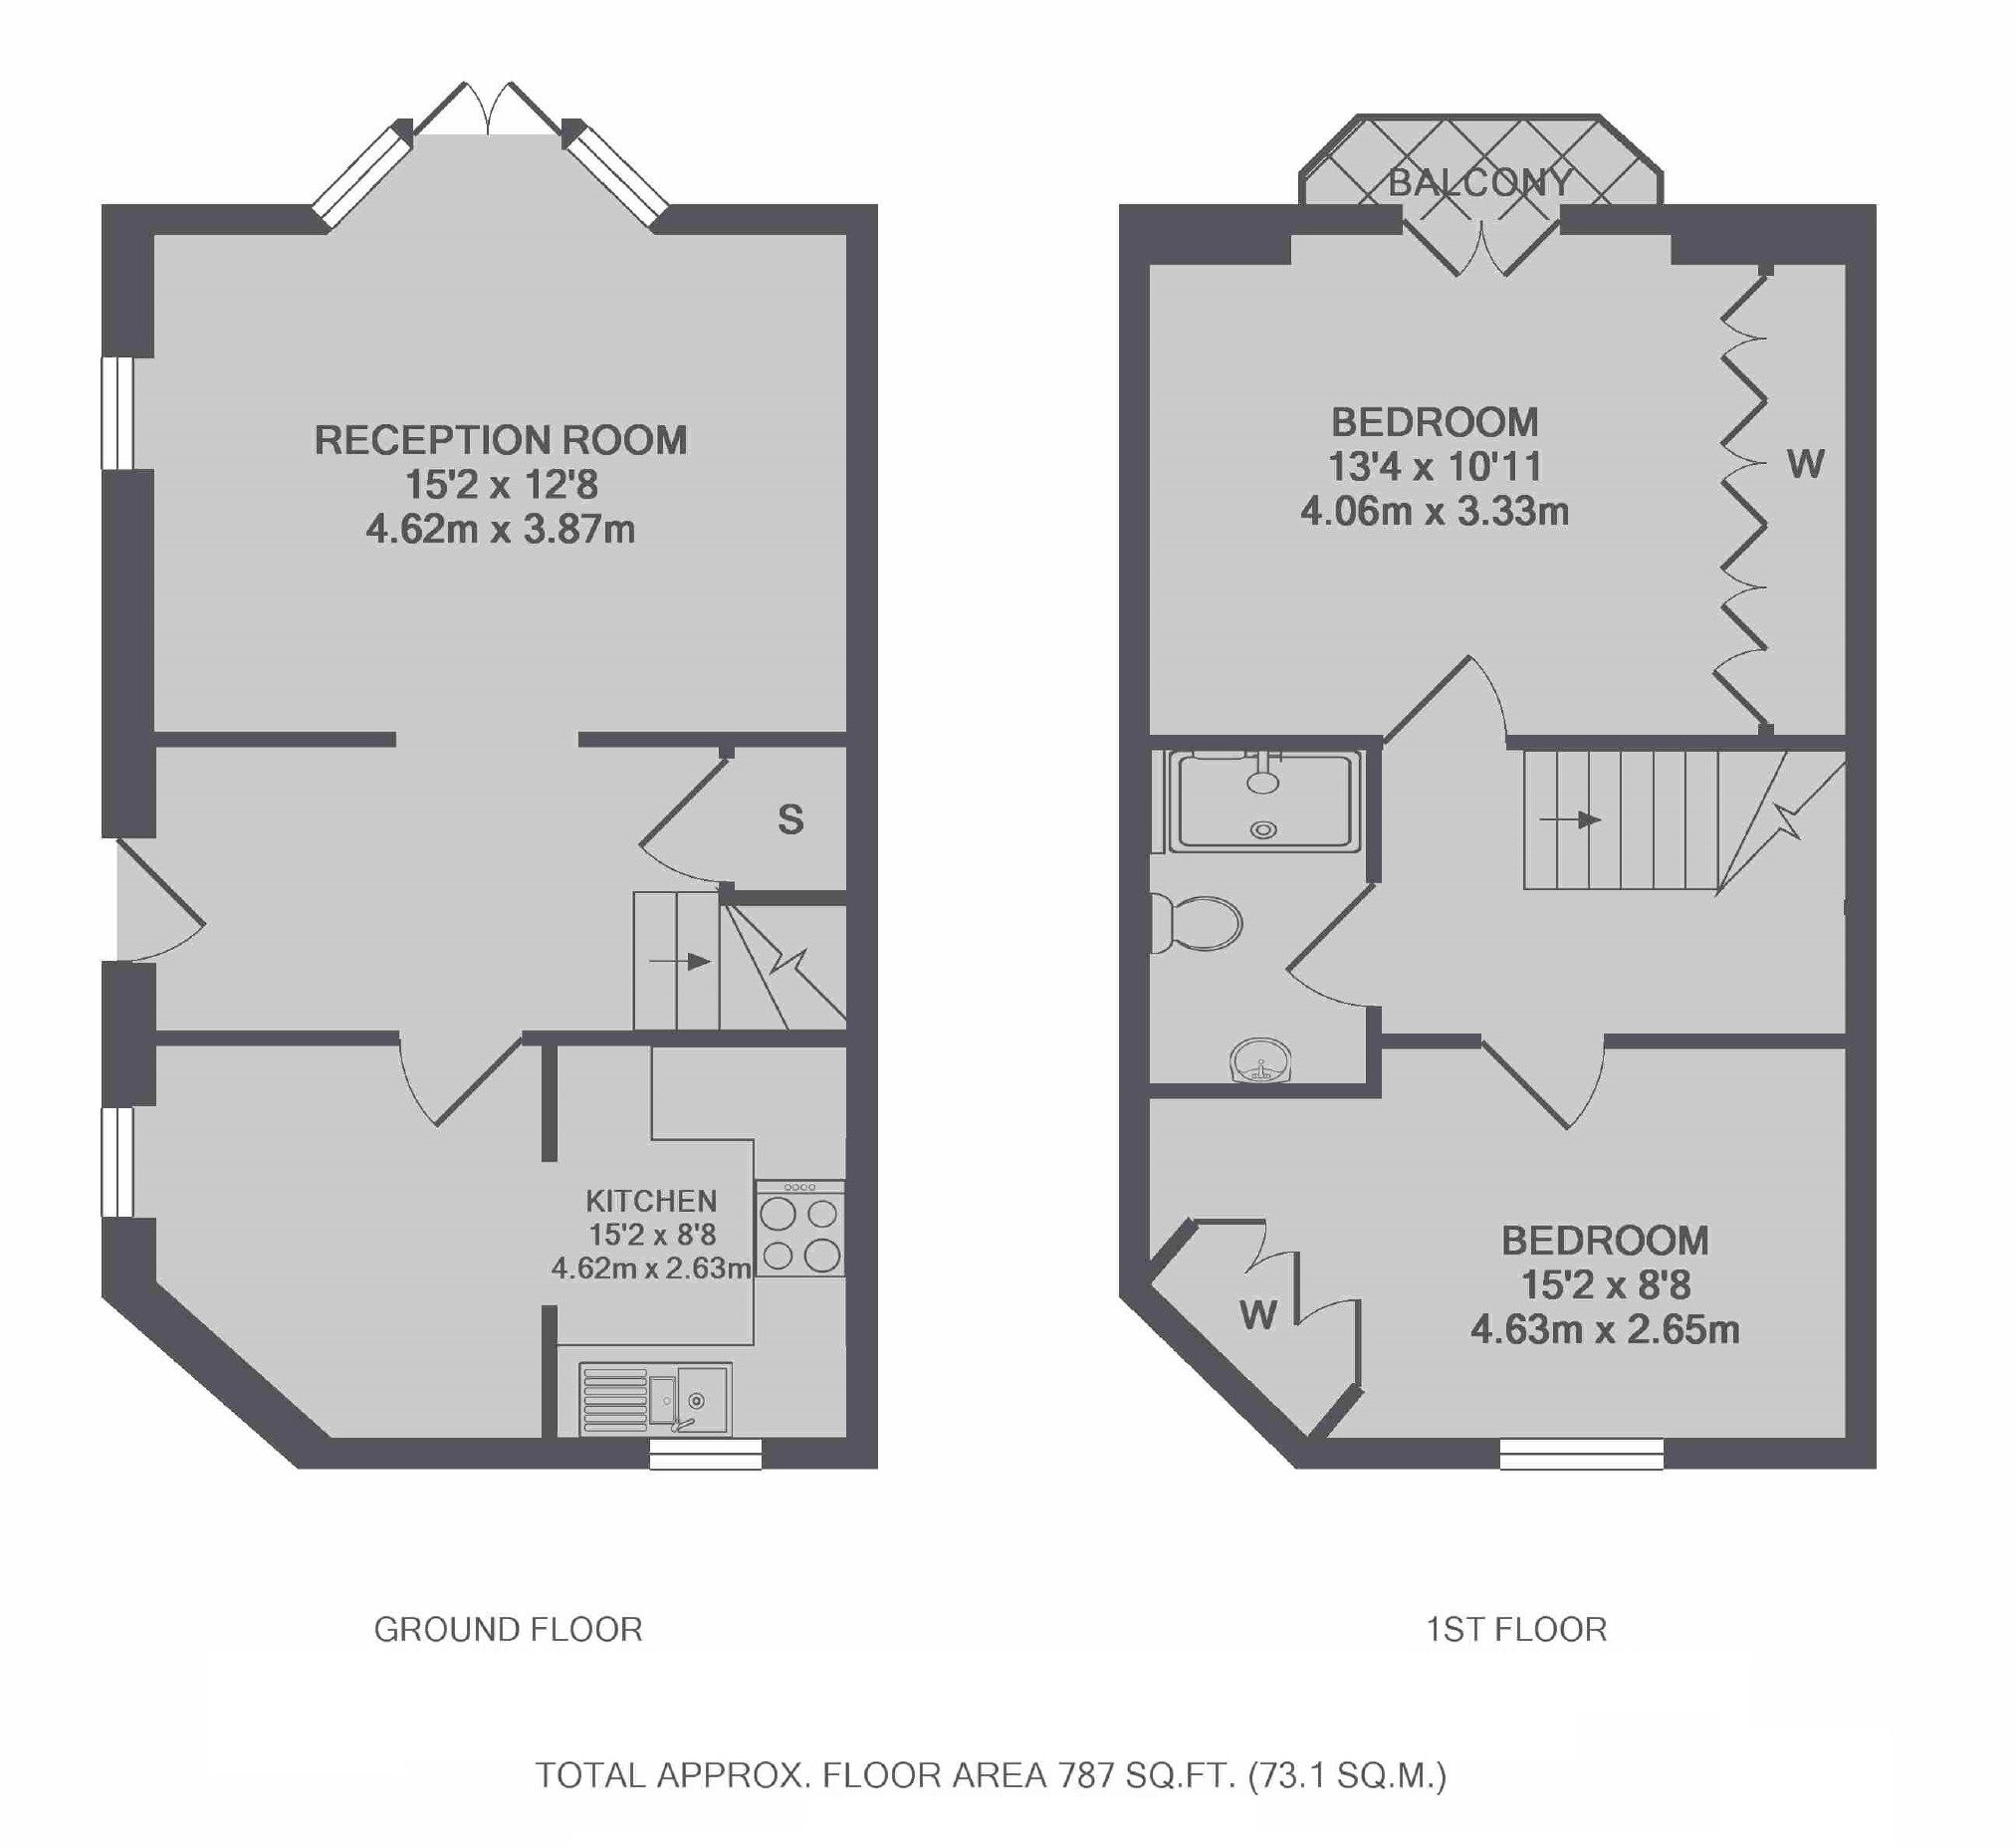 RECEPTION ROOM
15'2 x 12'8
4.62m x 3.87m
S
KITCHEN
15'2 x 8'8
4.62m x 2.63m
GROUND FLOOR
BALCONY
BEDROOM
13'4 x 10'11
4.06m x 3.33m
W
BEDROOM
15'2 x 8'8
4.63m x 2.65m
W
1ST FLOOR
TOTAL APPROX. FLOOR AREA 787 SQ.FT. (73.1 SQ.M.)